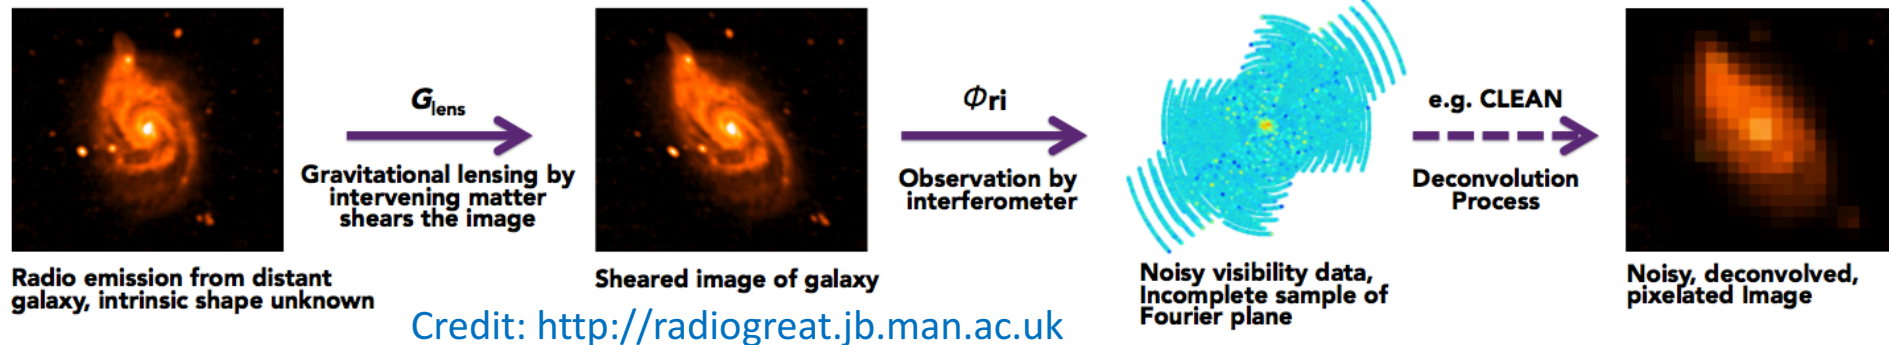 G_lens
Gravitational lensing by
intervening matter
shears the image
Φri
Observation by
interferometer
e.g. CLEAN
Deconvolution
Process
Radio emission from distant
galaxy, intrinsic shape unknown
Sheared image of galaxy
Noisy visibility data,
Incomplete sample of
Fourier plane
Noisy, deconvolved,
pixelated Image
Credit: http://radiogreat.jb.man.ac.uk